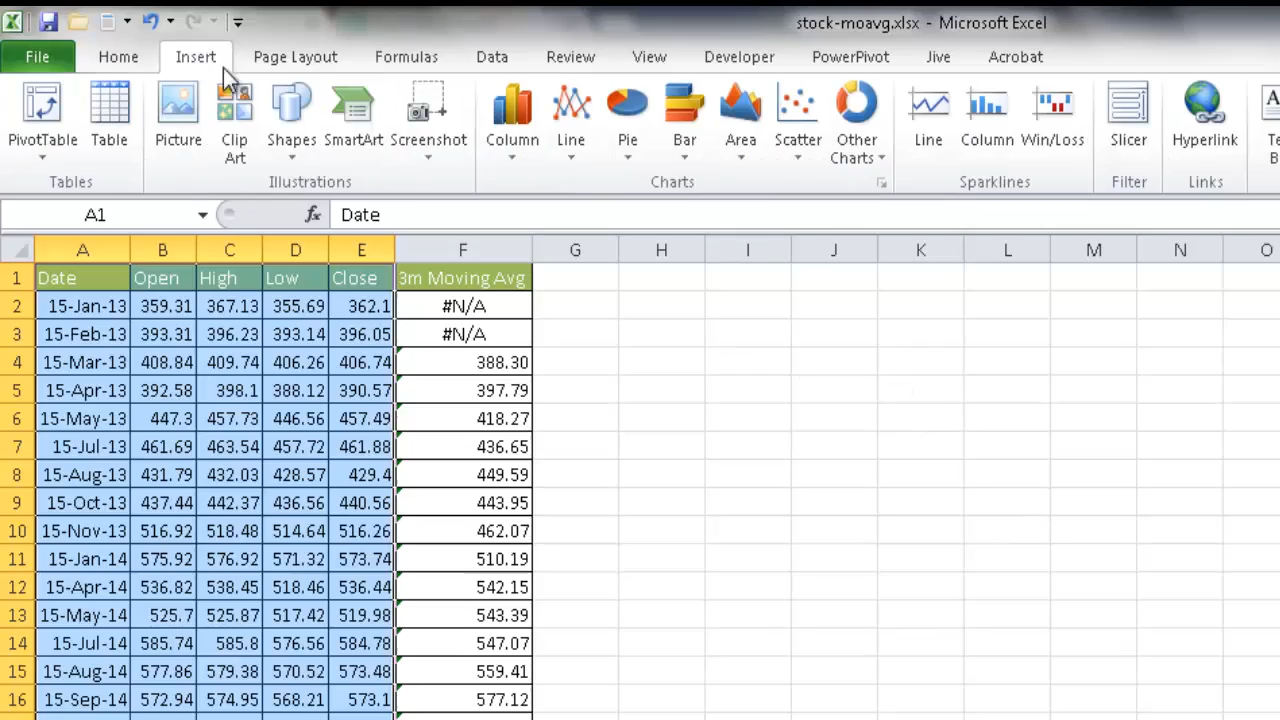 stock-moavg.xlsx - Microsoft Excel
File Home Insert Page Layout Formulas Data Review View Developer PowerPivot Jive Acrobat
PivotTable Table Picture Clip Art Shapes SmartArt Screenshot Column Line Pie Bar Area Scatter Other Charts Line Column Win/Loss Slicer Hyperlink
Tables Illustrations Charts Sparklines Filter Links
A1 fx Date
A B C D E F G H I J K L M N O
1 Date Open High Low Close 3m Moving Avg
2 15-Jan-13 359.31 367.13 355.69 362.1 #N/A
3 15-Feb-13 393.31 396.23 393.14 396.05 #N/A
4 15-Mar-13 408.84 409.74 406.26 406.74 388.30
5 15-Apr-13 392.58 398.1 388.12 390.57 397.79
6 15-May-13 447.3 457.73 446.56 457.49 418.27
7 15-Jul-13 461.69 463.54 457.72 461.88 436.65
8 15-Aug-13 431.79 432.03 428.57 429.4 449.59
9 15-Oct-13 437.44 442.37 436.56 440.56 443.95
10 15-Nov-13 516.92 518.48 514.64 516.26 462.07
11 15-Jan-14 575.92 576.92 571.32 573.74 510.19
12 15-Apr-14 536.82 538.45 518.46 536.44 542.15
13 15-May-14 525.7 525.87 517.42 519.98 543.39
14 15-Jul-14 585.74 585.8 576.56 584.78 547.07
15 15-Aug-14 577.86 579.38 570.52 573.48 559.41
16 15-Sep-14 572.94 574.95 568.21 573.1 577.12